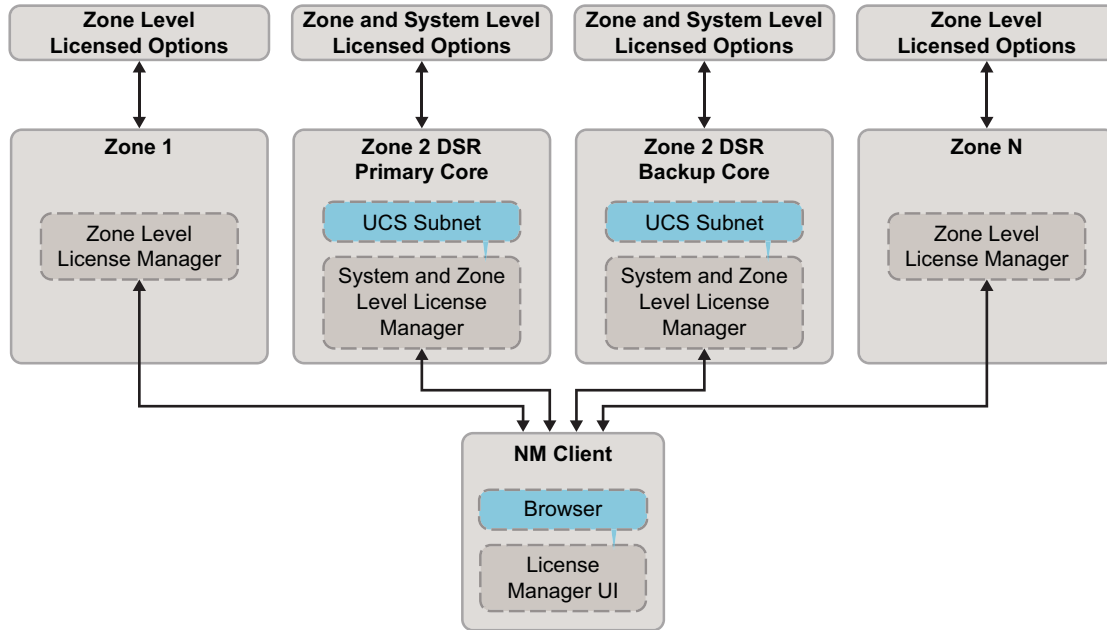 Zone Level
Licensed Options
Zone and System Level
Licensed Options
Zone and System Level
Licensed Options
Zone Level
Licensed Options
Zone 1
Zone Level
License Manager
Zone 2 DSR
Primary Core
UCS Subnet
System and Zone
Level License
Manager
Zone 2 DSR
Backup Core
UCS Subnet
System and Zone
Level License
Manager
Zone N
Zone Level
License Manager
NM Client
Browser
License
Manager UI